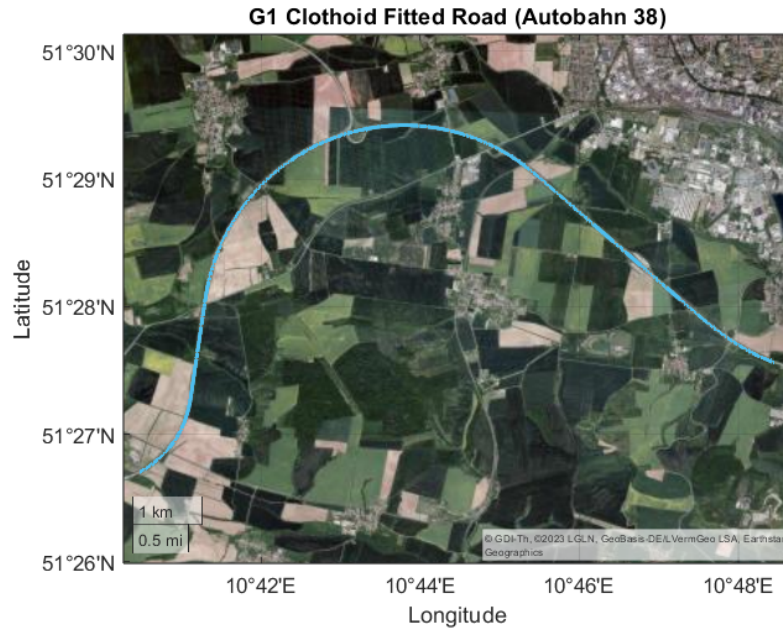 G1 Clothoid Fitted Road (Autobahn 38)
51°30'N
51°29'N
51°28'N
51°27'N
51°26'N
Latitude
1 km
0.5 mi
© GDI-Th, ©2023 LGLN, GeoBasis-DE/LVermGeo LSA, Earthstar
Geographics
10°42'E
10°44'E
10°46'E
10°48'E
Longitude